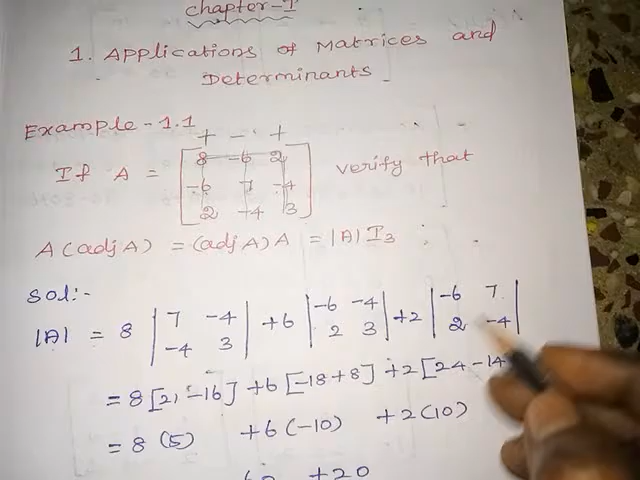 chapter-I
1. Applications of Matrices and
Determinants
Example-1.1
+ - +
If A = [8 -6 2
-6 7 -4
2 -4 3] verify that
A(adj A) = (adj A) A = |A| I₃
Sol:-
|A| = 8 |7 -4
-4 3| +6 |-6 -4
2 3| +2 |-6 7
2 -4|
= 8 [21 -16] +6 [-18+8] +2 [24-14
= 8 (5) +6 (-10) +2 (10)
60 +20